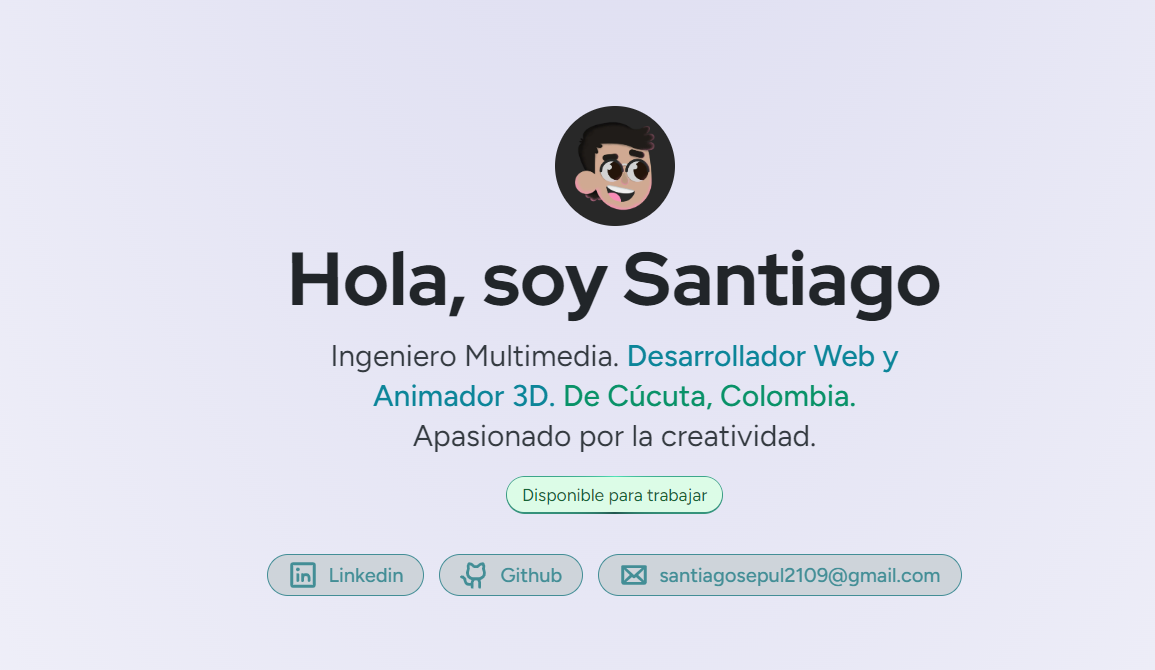 Hola, soy Santiago
Ingeniero Multimedia. Desarrollador Web y
Animador 3D. De Cúcuta, Colombia.
Apasionado por la creatividad.
Disponible para trabajar
Linkedin Github santiagosepul2109@gmail.com